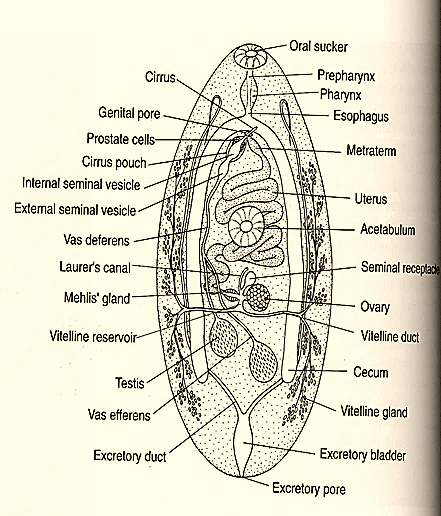 Oral sucker
Cirrus
Prepharynx
Pharynx
Genital pore
Esophagus
Prostate cells
Metraterm
Cirrus pouch
Internal seminal vesicle
Uterus
External seminal vesicle
Acetabulum
Vas deferens
Laurer's canal
Seminal receptacle
Mehlis' gland
Ovary
Vitelline reservoir
Vitelline duct
Testis
Cecum
Vas efferens
Vitelline gland
Excretory duct
Excretory bladder
Excretory pore